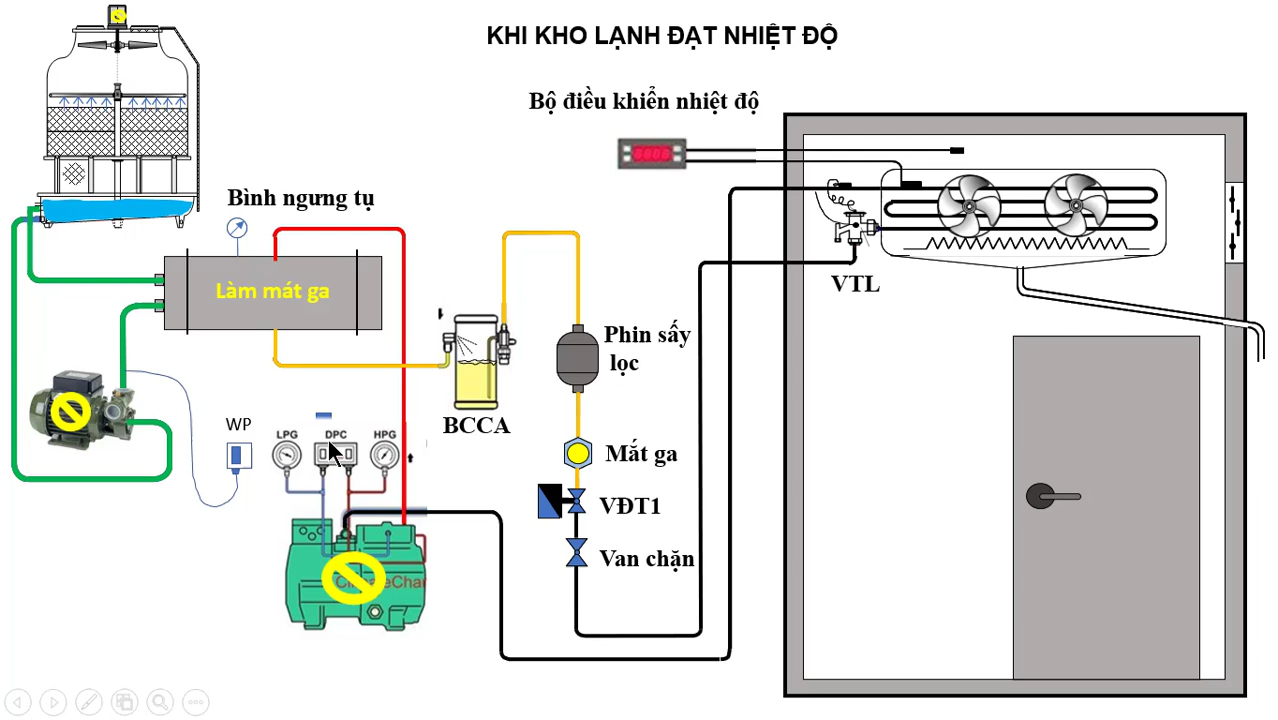 KHI KHO LẠNH ĐẠT NHIỆT ĐỘ
Bộ điều khiển nhiệt độ
Bình ngưng tụ
Làm mát ga
VTL
Phin sấy
lọc
BCCA
WP
LPG
DPC
HPG
Mắt ga
VĐT1
Van chặn